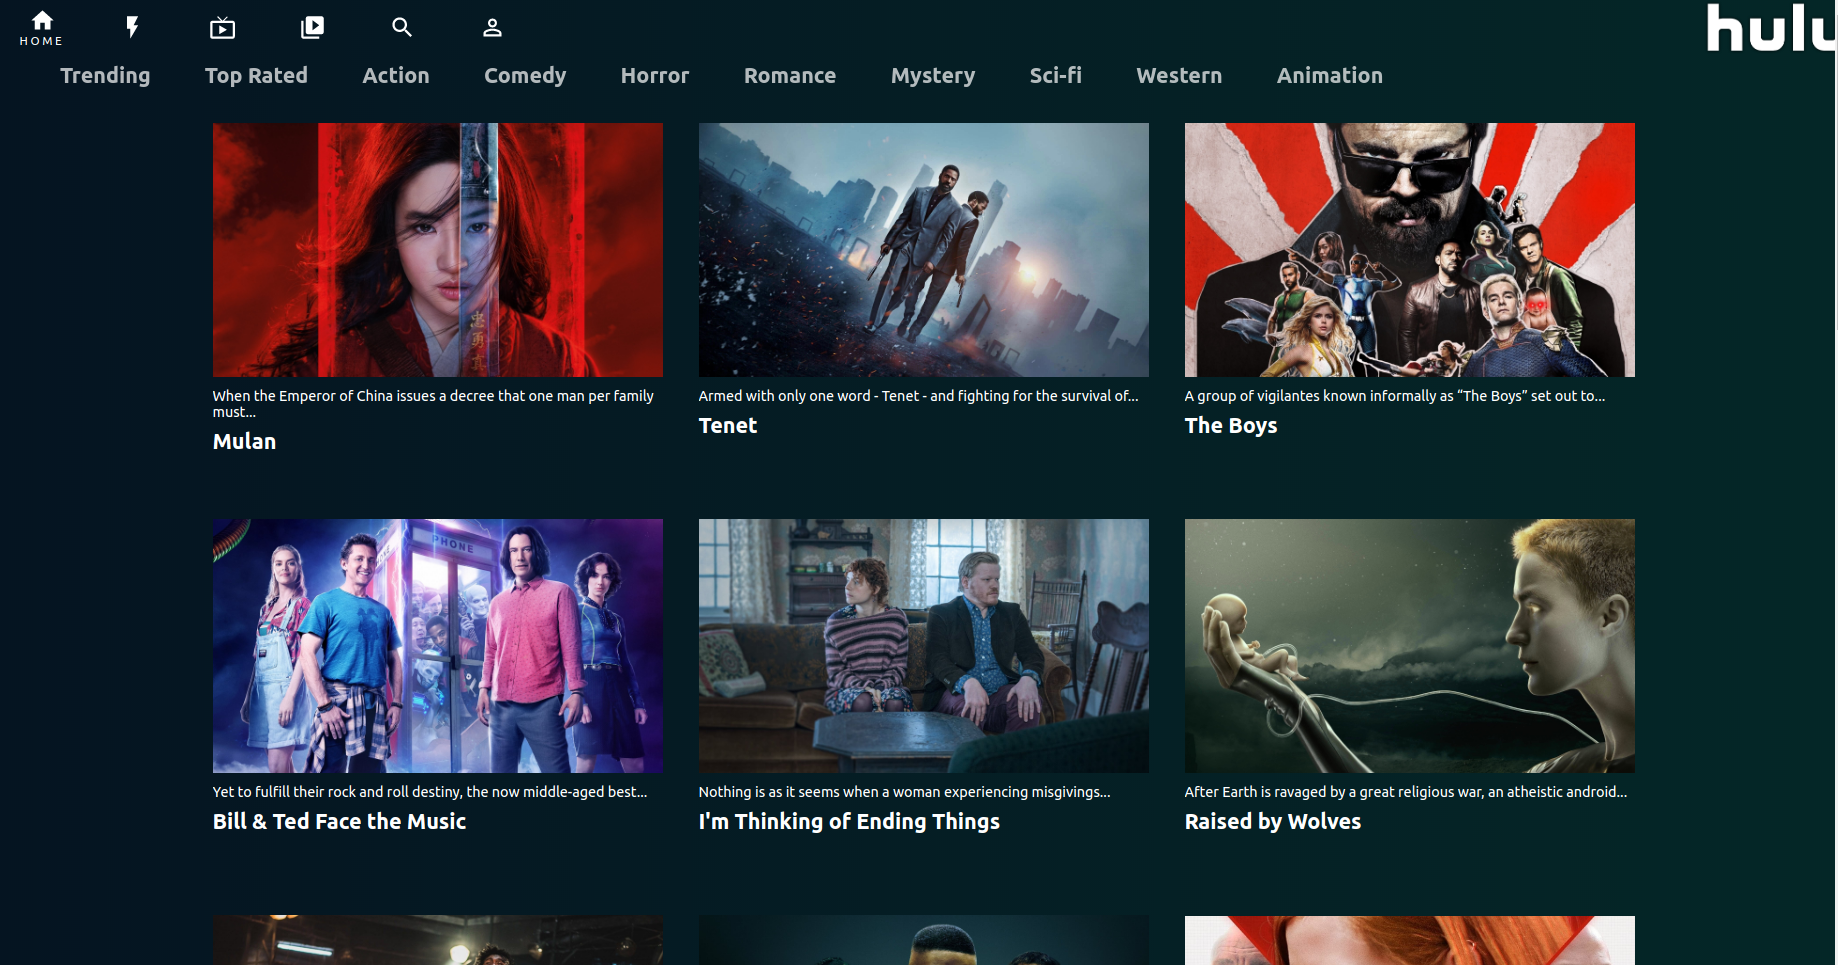 HOME
hulu
Trending Top Rated Action Comedy Horror Romance Mystery Sci-fi Western Animation
忠
勇
真
When the Emperor of China issues a decree that one man per family
must...
Mulan
Armed with only one word - Tenet - and fighting for the survival of...
Tenet
A group of vigilantes known informally as “The Boys” set out to...
The Boys
PHONE
Yet to fulfill their rock and roll destiny, the now middle-aged best...
Bill & Ted Face the Music
Nothing is as it seems when a woman experiencing misgivings...
I'm Thinking of Ending Things
After Earth is ravaged by a great religious war, an atheistic android...
Raised by Wolves